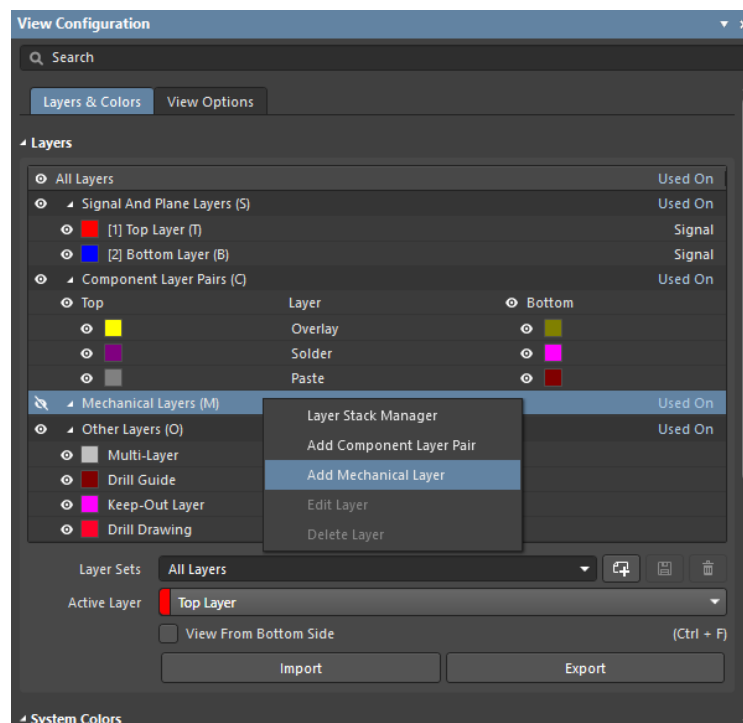 View Configuration
Search
Layers & Colors View Options
Layers
All Layers Used On
Signal And Plane Layers (S) Used On
[1] Top Layer (T) Signal
[2] Bottom Layer (B) Signal
Component Layer Pairs (C) Used On
Top Layer Bottom
Overlay
Solder
Paste
Mechanical Layers (M) Used On
Other Layers (O) Used On
Multi-Layer
Drill Guide
Keep-Out Layer
Drill Drawing
Layer Stack Manager
Add Component Layer Pair
Add Mechanical Layer
Edit Layer
Delete Layer
Layer Sets All Layers
Active Layer Top Layer
View From Bottom Side (Ctrl + F)
Import Export
System Colors